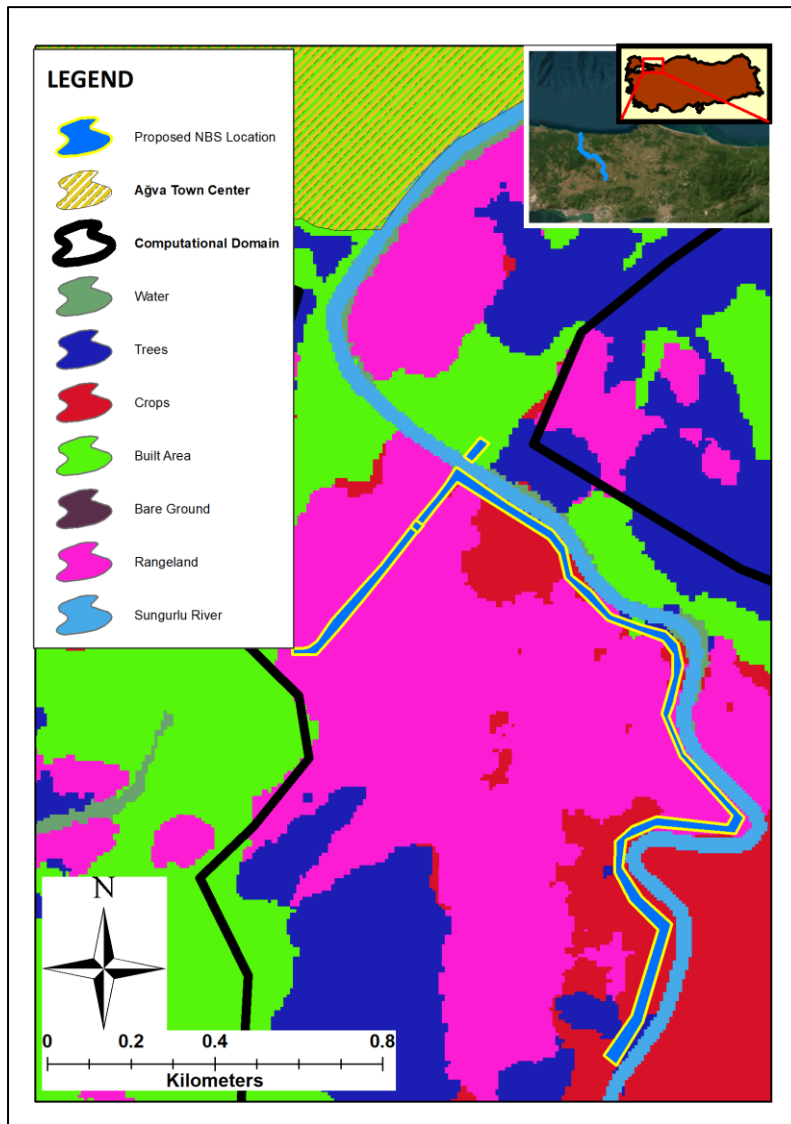 LEGEND
Proposed NBS Location
Ağva Town Center
Computational Domain
Water
Trees
Crops
Built Area
Bare Ground
Rangeland
Sungurlu River
N
0 0.2 0.4 0.8
Kilometers